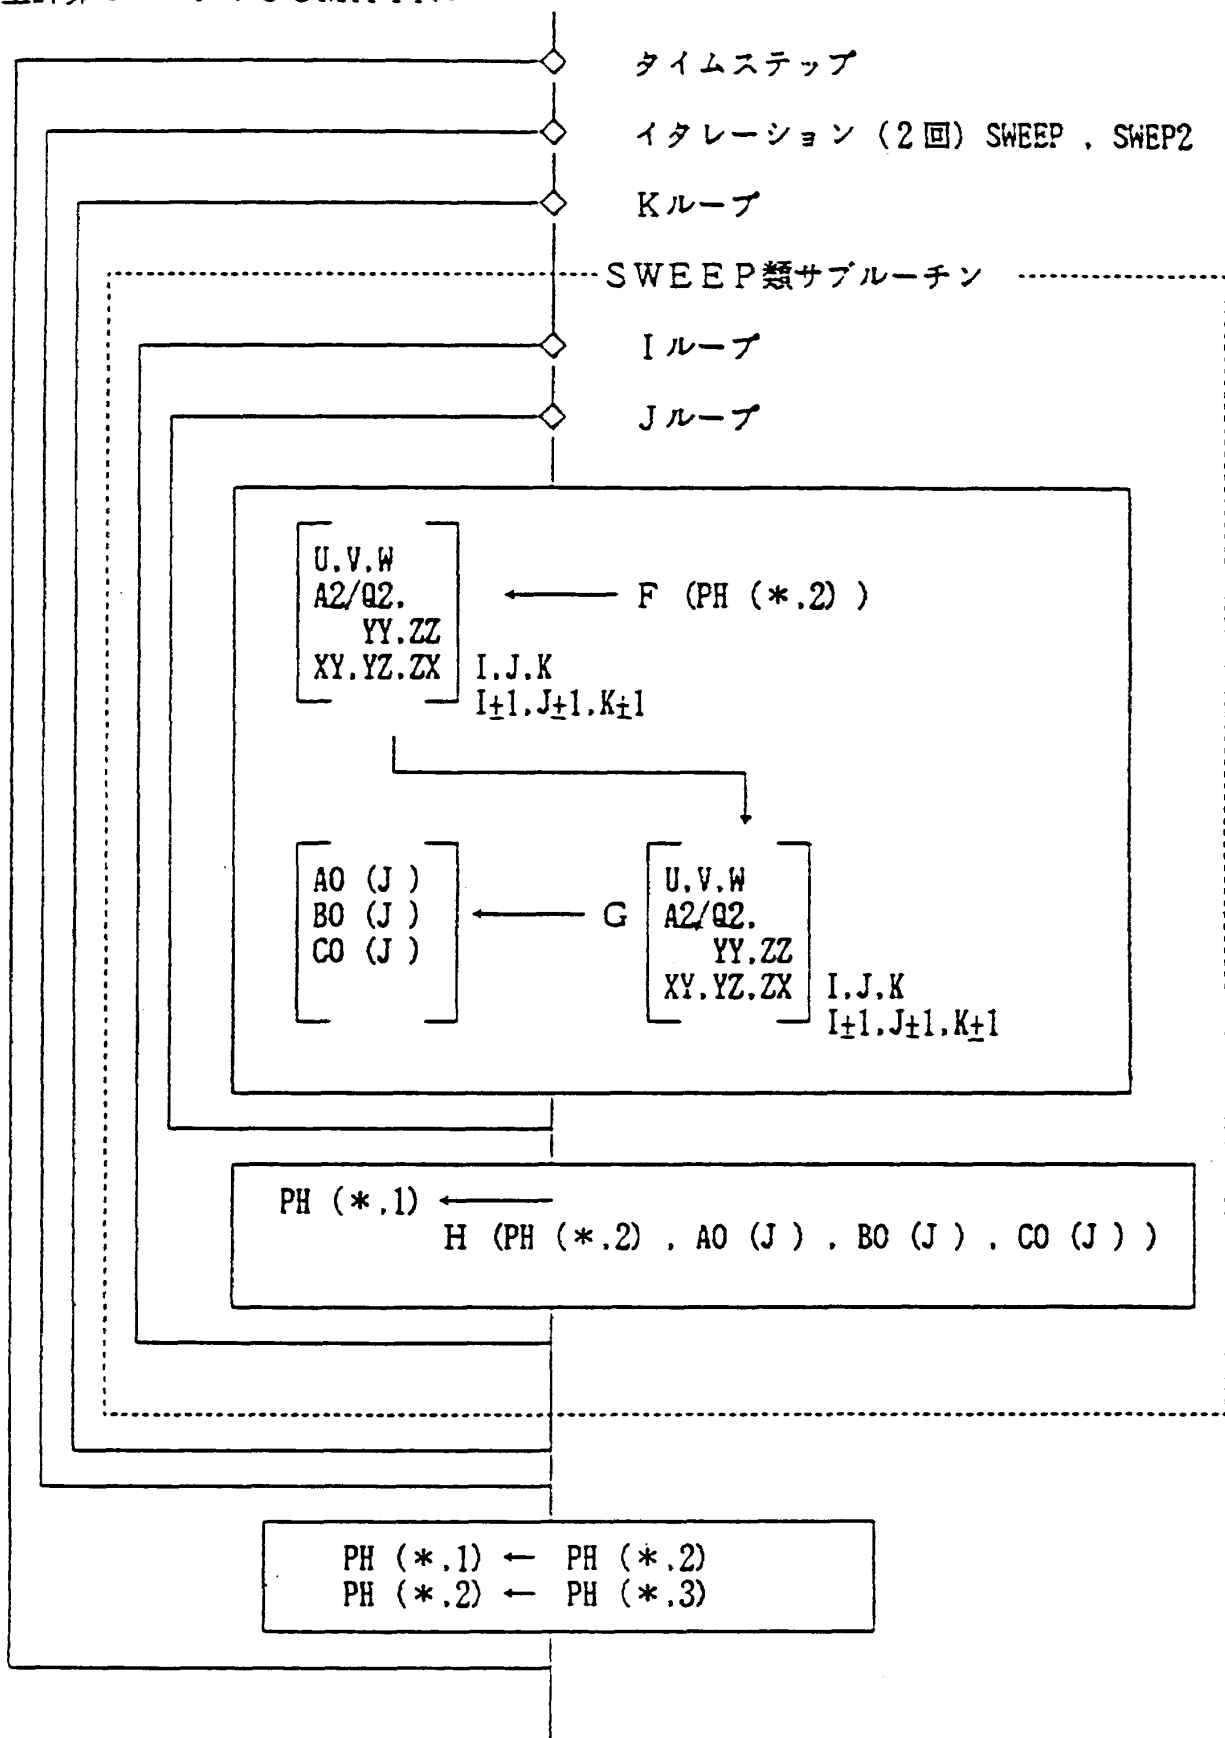 タイムステップ
イタレーション (2回) SWEEP , SWEP2
Kループ
SWEEP類サブルーチン
Iループ
Jループ
U.V.W
A2/Q2.
YY.ZZ
XY.YZ.ZX
I.J.K
I±1.J±1.K±1
← F (PH (*.2) )
A0 (J )
B0 (J )
C0 (J )
← G
U.V.W
A2/Q2.
YY.ZZ
XY.YZ.ZX
I.J.K
I±1.J±1.K±1
PH (*.1) ←
H (PH (*.2) , A0 (J ) , B0 (J ) , C0 (J ) )
PH (*.1) ← PH (*.2)
PH (*.2) ← PH (*.3)